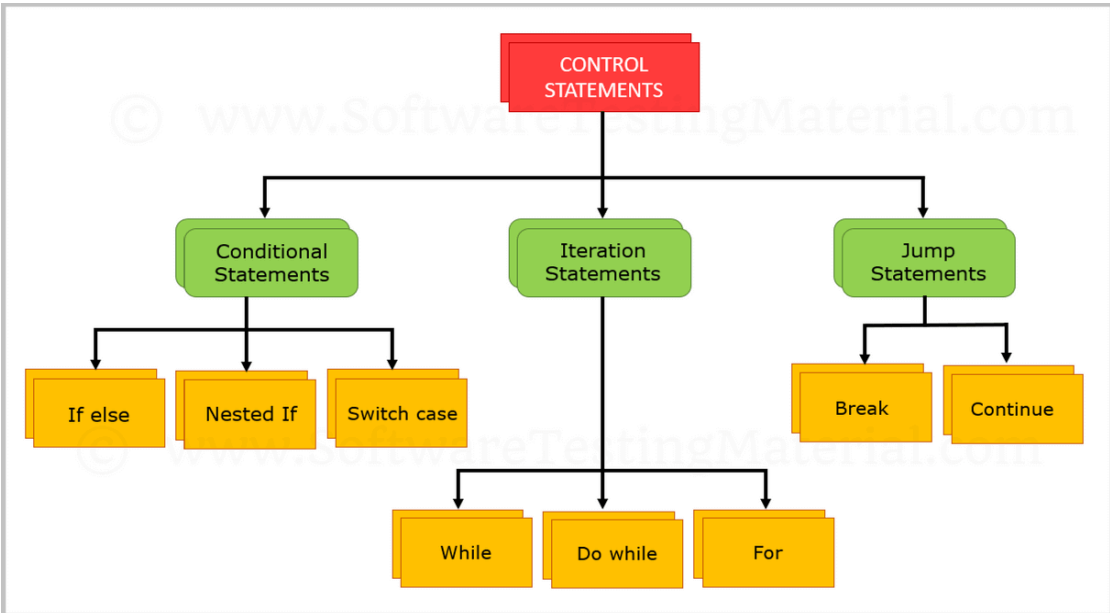 CONTROL
STATEMENTS
© www.SoftwareTestingMaterial.com
Conditional
Statements
Iteration
Statements
Jump
Statements
If else
Nested If
Switch case
Break
Continue
© www.SoftwareTestingMaterial.com
While
Do while
For